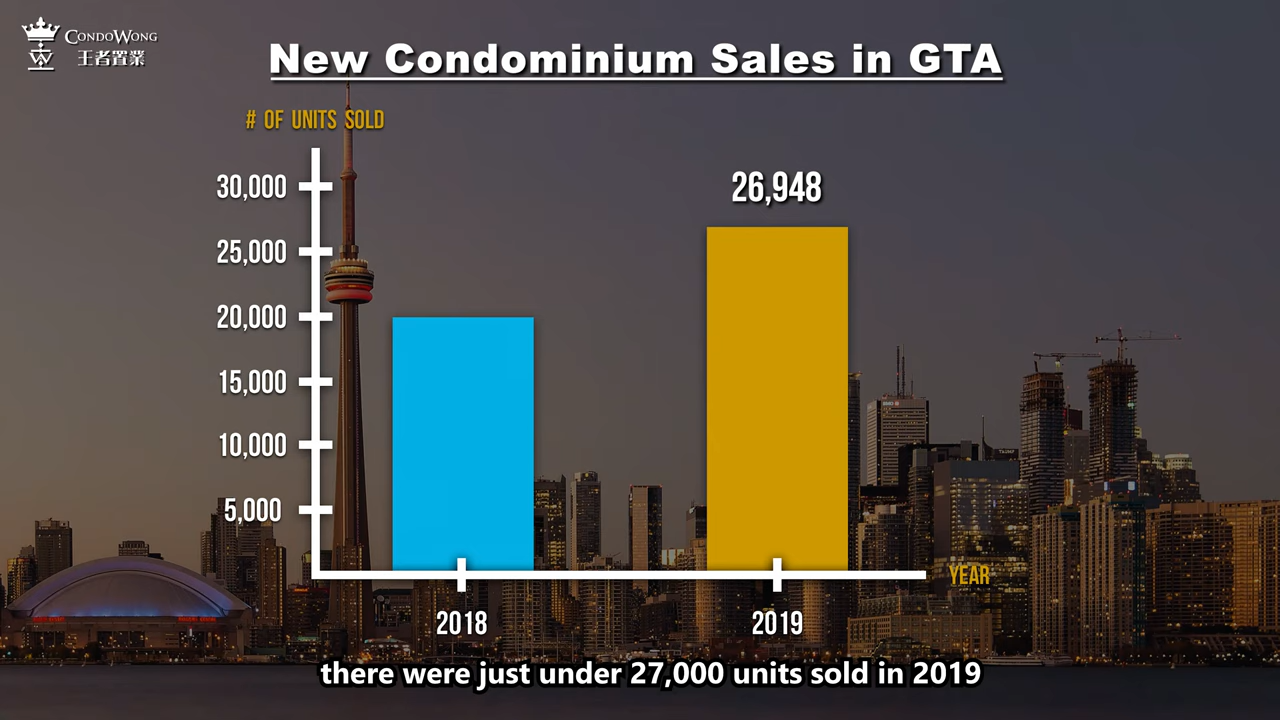 CondoWong
王者置業
New Condominium Sales in GTA
# OF UNITS SOLD
30,000
26,948
25,000
20,000
15,000
10,000
5,000
YEAR
2018
2019
there were just under 27,000 units sold in 2019